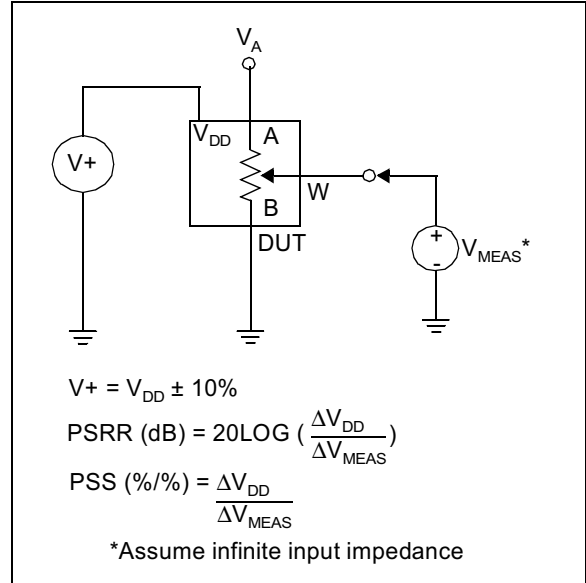 V_A
V_DD A
V+
W
B
DUT
+
V_MEAS*
-
V+ = V_DD ± 10%
PSRR (dB) = 20LOG ( ΔV_DD / ΔV_MEAS )
PSS (%/%) = ΔV_DD / ΔV_MEAS
*Assume infinite input impedance